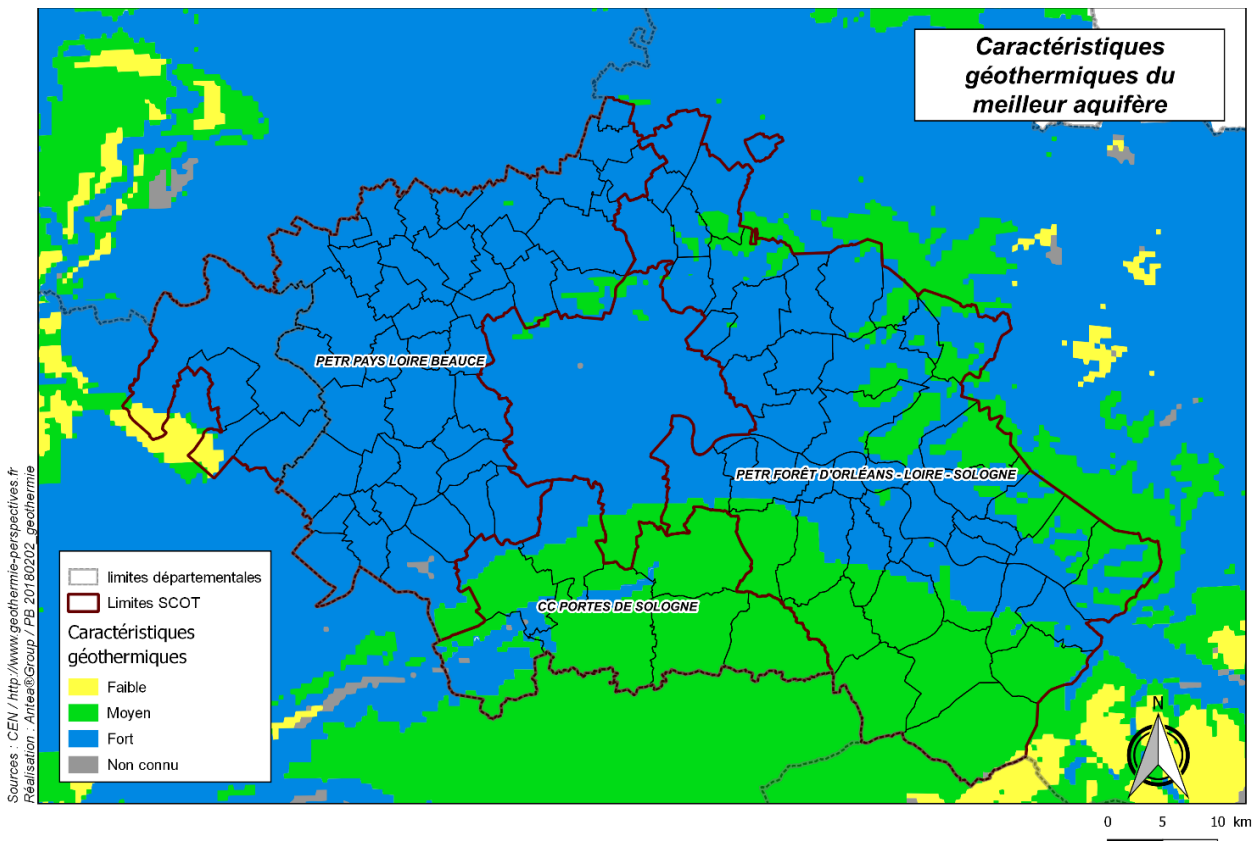 Caractéristiques
géothermiques du
meilleur aquifère
PETR PAYS LOIRE BEAUCE
PETR FORÊT D'ORLÉANS - LOIRE - SOLOGNE
CC PORTES DE SOLOGNE
limites départementales
Limites SCOT
Caractéristiques
géothermiques
Faible
Moyen
Fort
Non connu
Sources : CEN / http://www.geothermie-perspectives.fr
Réalisation : Antea®Group / PB 20180202_geothermie
N
0 5 10 km